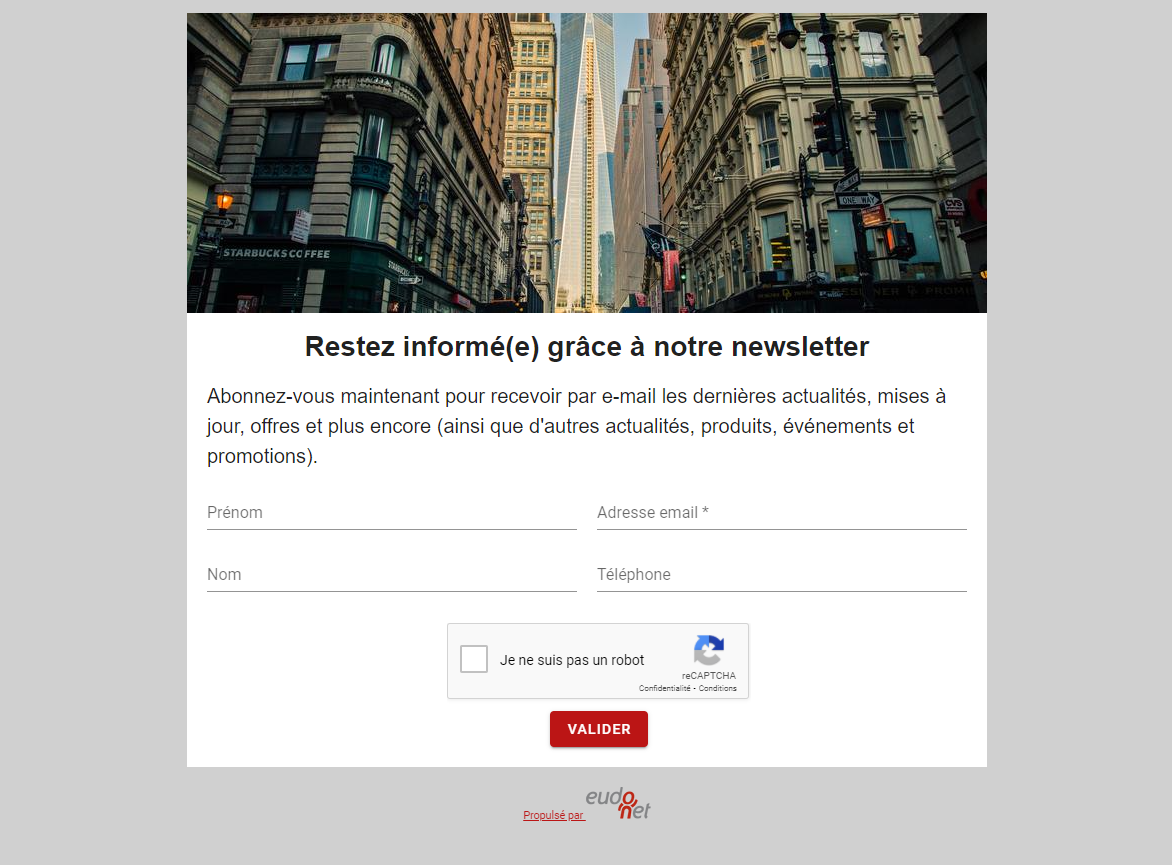 STARBUCKS COFFEE
ONE WAY
CVS
Restez informé(e) grâce à notre newsletter
Abonnez-vous maintenant pour recevoir par e-mail les dernières actualités, mises à
jour, offres et plus encore (ainsi que d'autres actualités, produits, événements et
promotions).
Prénom
Adresse email *
Nom
Téléphone
Je ne suis pas un robot
reCAPTCHA
Confidentialité - Conditions
VALIDER
Propulsé par eudonet